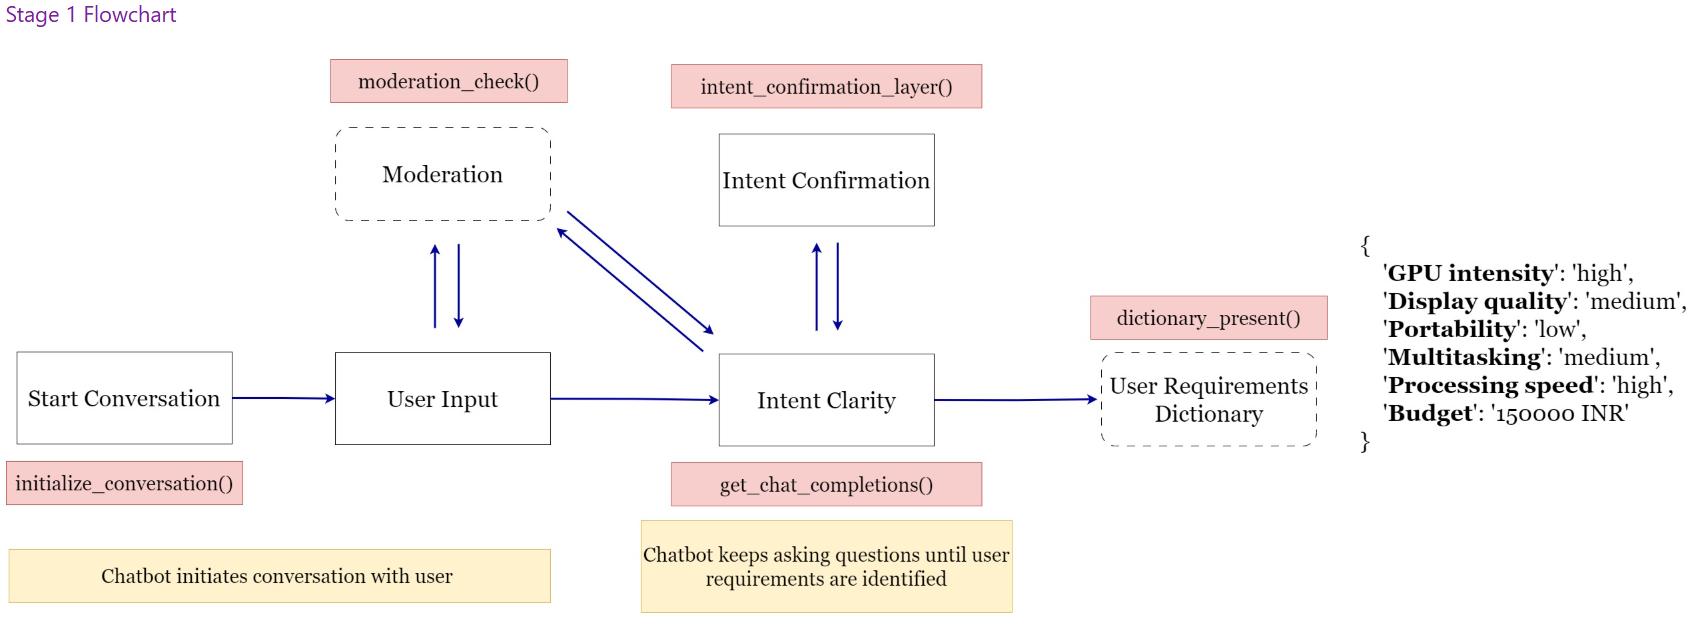 Stage 1 Flowchart
moderation_check()
intent_confirmation_layer()
Moderation
Intent Confirmation
{
'GPU intensity': 'high',
'Display quality': 'medium',
'Portability': 'low',
'Multitasking': 'medium',
'Processing speed': 'high',
'Budget': '150000 INR'
}
dictionary_present()
Start Conversation
User Input
Intent Clarity
User Requirements
Dictionary
initialize_conversation()
get_chat_completions()
Chatbot initiates conversation with user
Chatbot keeps asking questions until user
requirements are identified